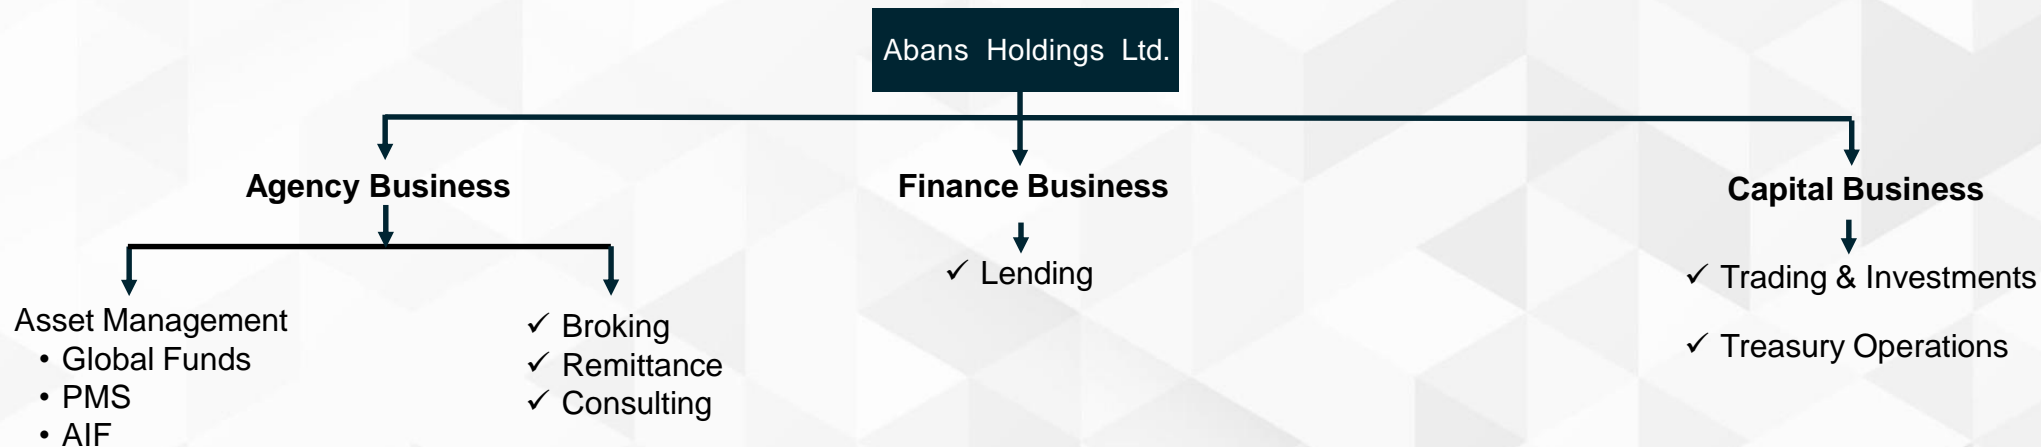 Abans Holdings Ltd.
Agency Business
Finance Business
Capital Business
Asset Management
• Global Funds
• PMS
• AIF
✓ Broking
✓ Remittance
✓ Consulting
✓ Lending
✓ Trading & Investments
✓ Treasury Operations